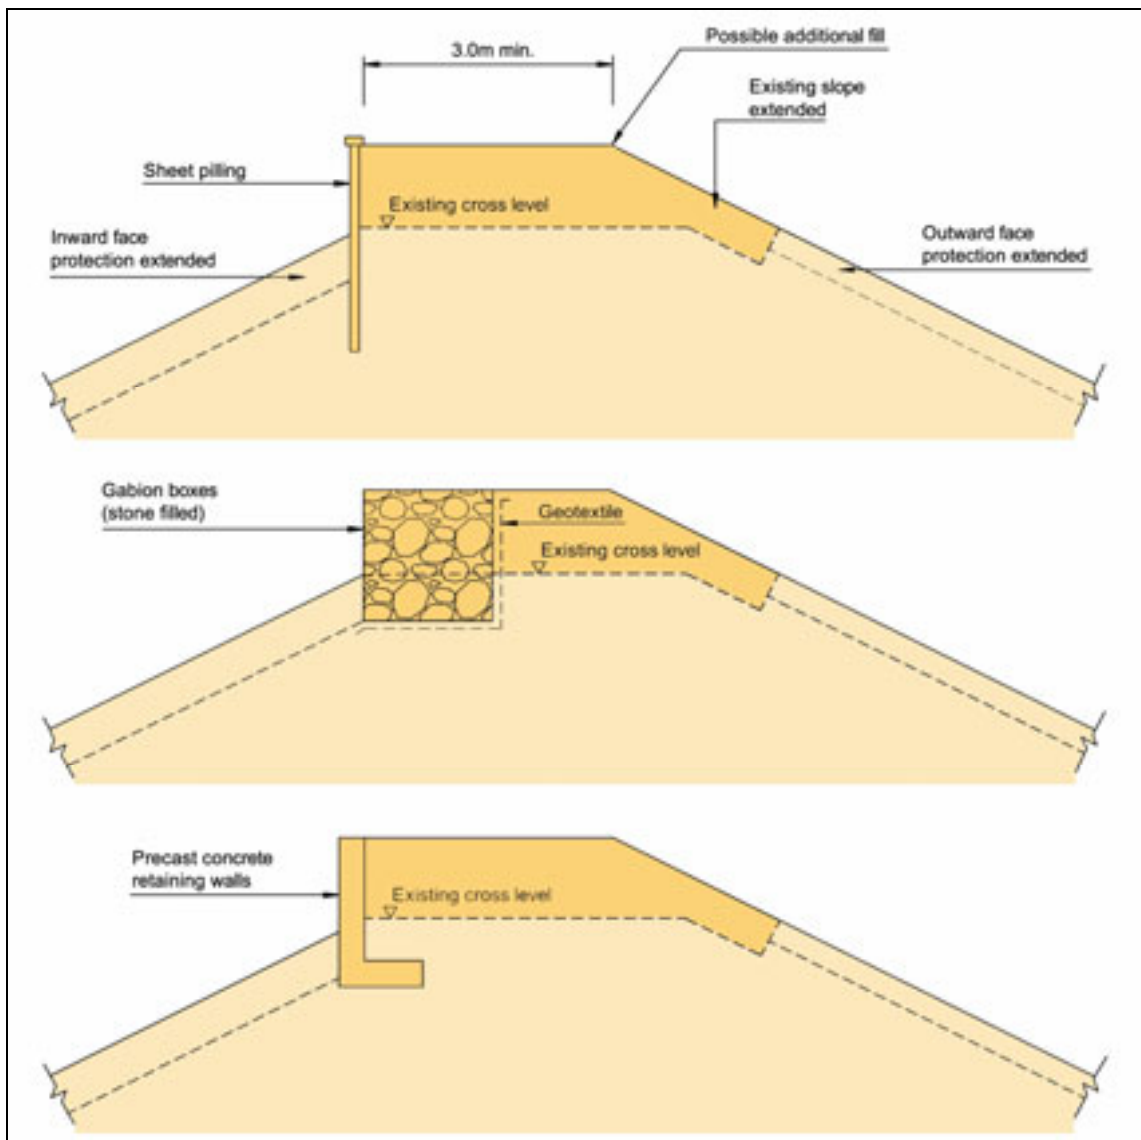 3.0m min.
Possible additional fill
Existing slope
extended
Sheet pilling
Existing cross level
Inward face
protection extended
Outward face
protection extended
Gabion boxes
(stone filled)
Geotextile
Existing cross level
Precast concrete
retaining walls
Existing cross level